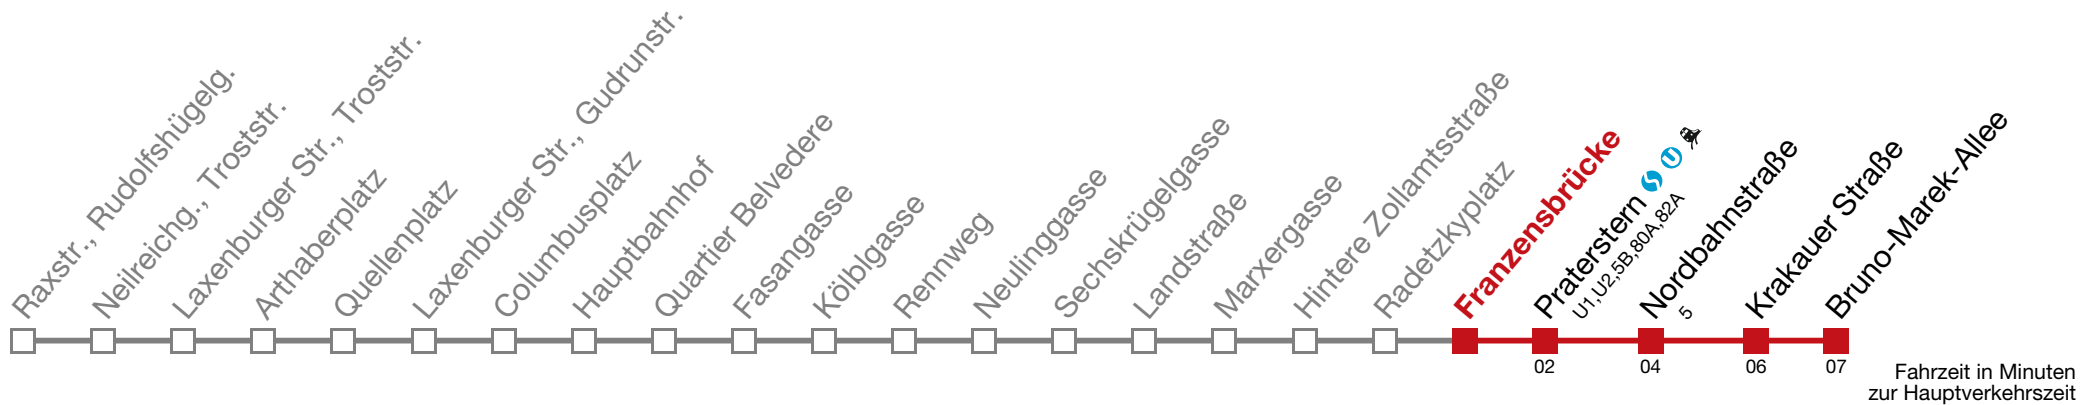 Raxstr., Rudolfshügelg.
Neilreichg., Troststr.
Laxenburger Str., Troststr.
Arthaberplatz
Quellenplatz
Laxenburger Str., Gudrunstr.
Columbusplatz
Hauptbahnhof
Quartier Belvedere
Fasangasse
Kölblgasse
Rennweg
Neulinggasse
Sechskrügelgasse
Landstraße
Marxergasse
Hintere Zollamtsstraße
Radetzkyplatz
Franzensbrücke
Praterstern S U
U1,U2,5B,80A,82A
Nordbahnstraße
5
Krakauer Straße
Bruno-Marek-Allee
02 04 06 07
Fahrzeit in Minuten
zur Hauptverkehrszeit